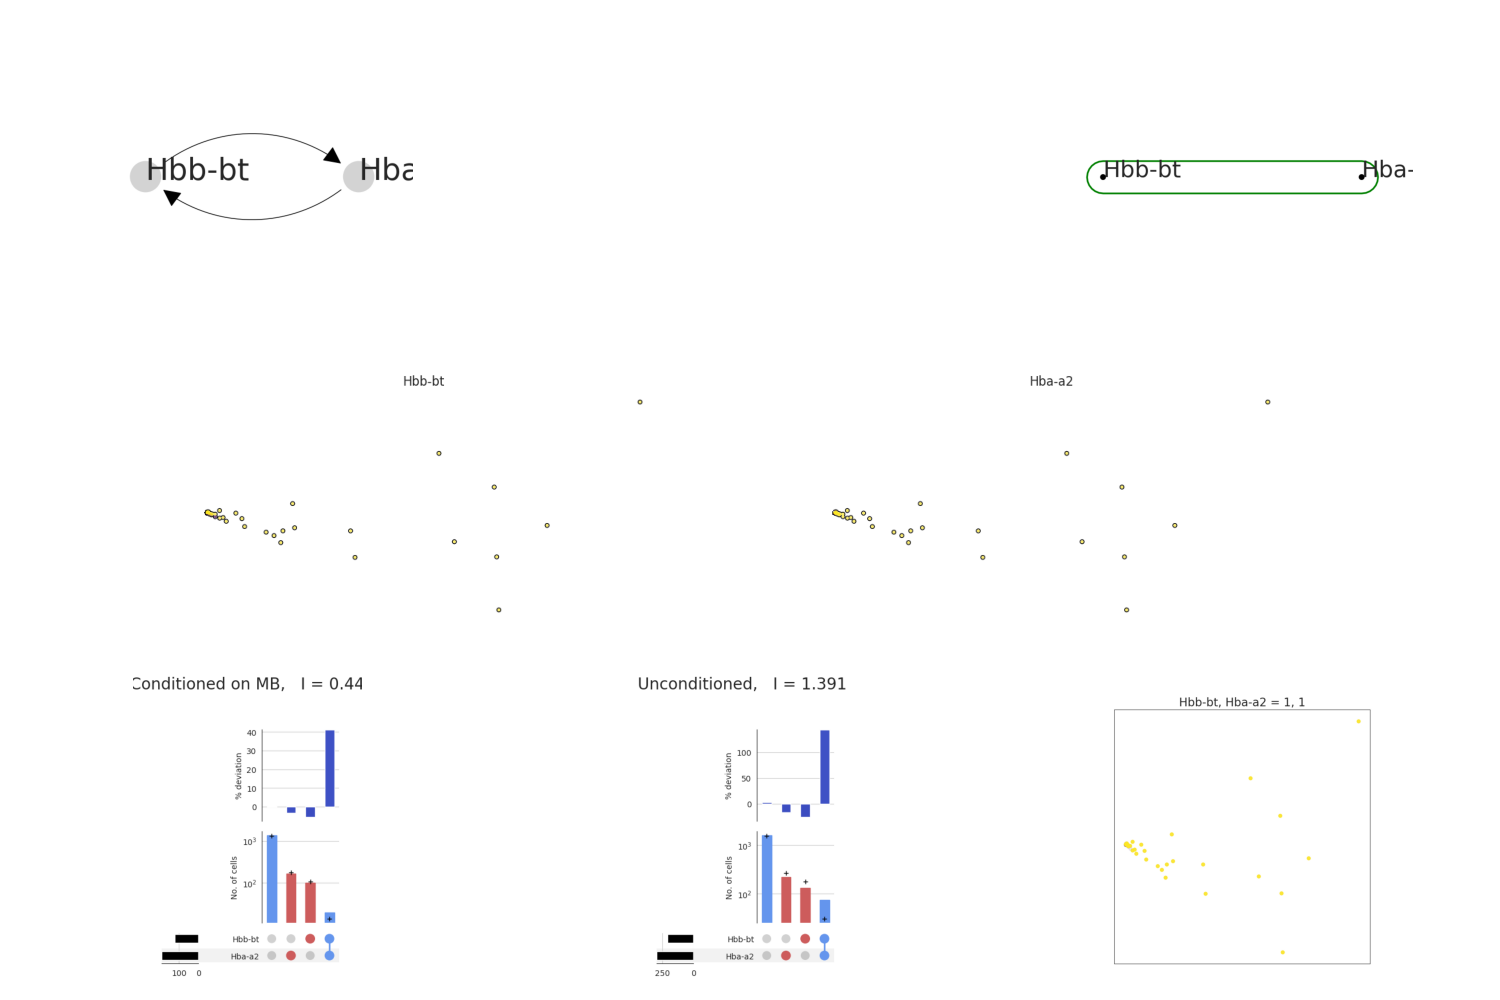 Hbb-bt
Hba
Hbb-bt
Hba-
Hbb-bt
Hba-a2
Conditioned on MB,   I = 0.44
Unconditioned,   I = 1.391
Hbb-bt, Hba-a2 = 1, 1
40
30
20
10
0
% deviation
10³
10²
No. of cells
Hbb-bt
Hba-a2
100 0
100
50
0
% deviation
10³
10²
No. of cells
Hbb-bt
Hba-a2
250 0